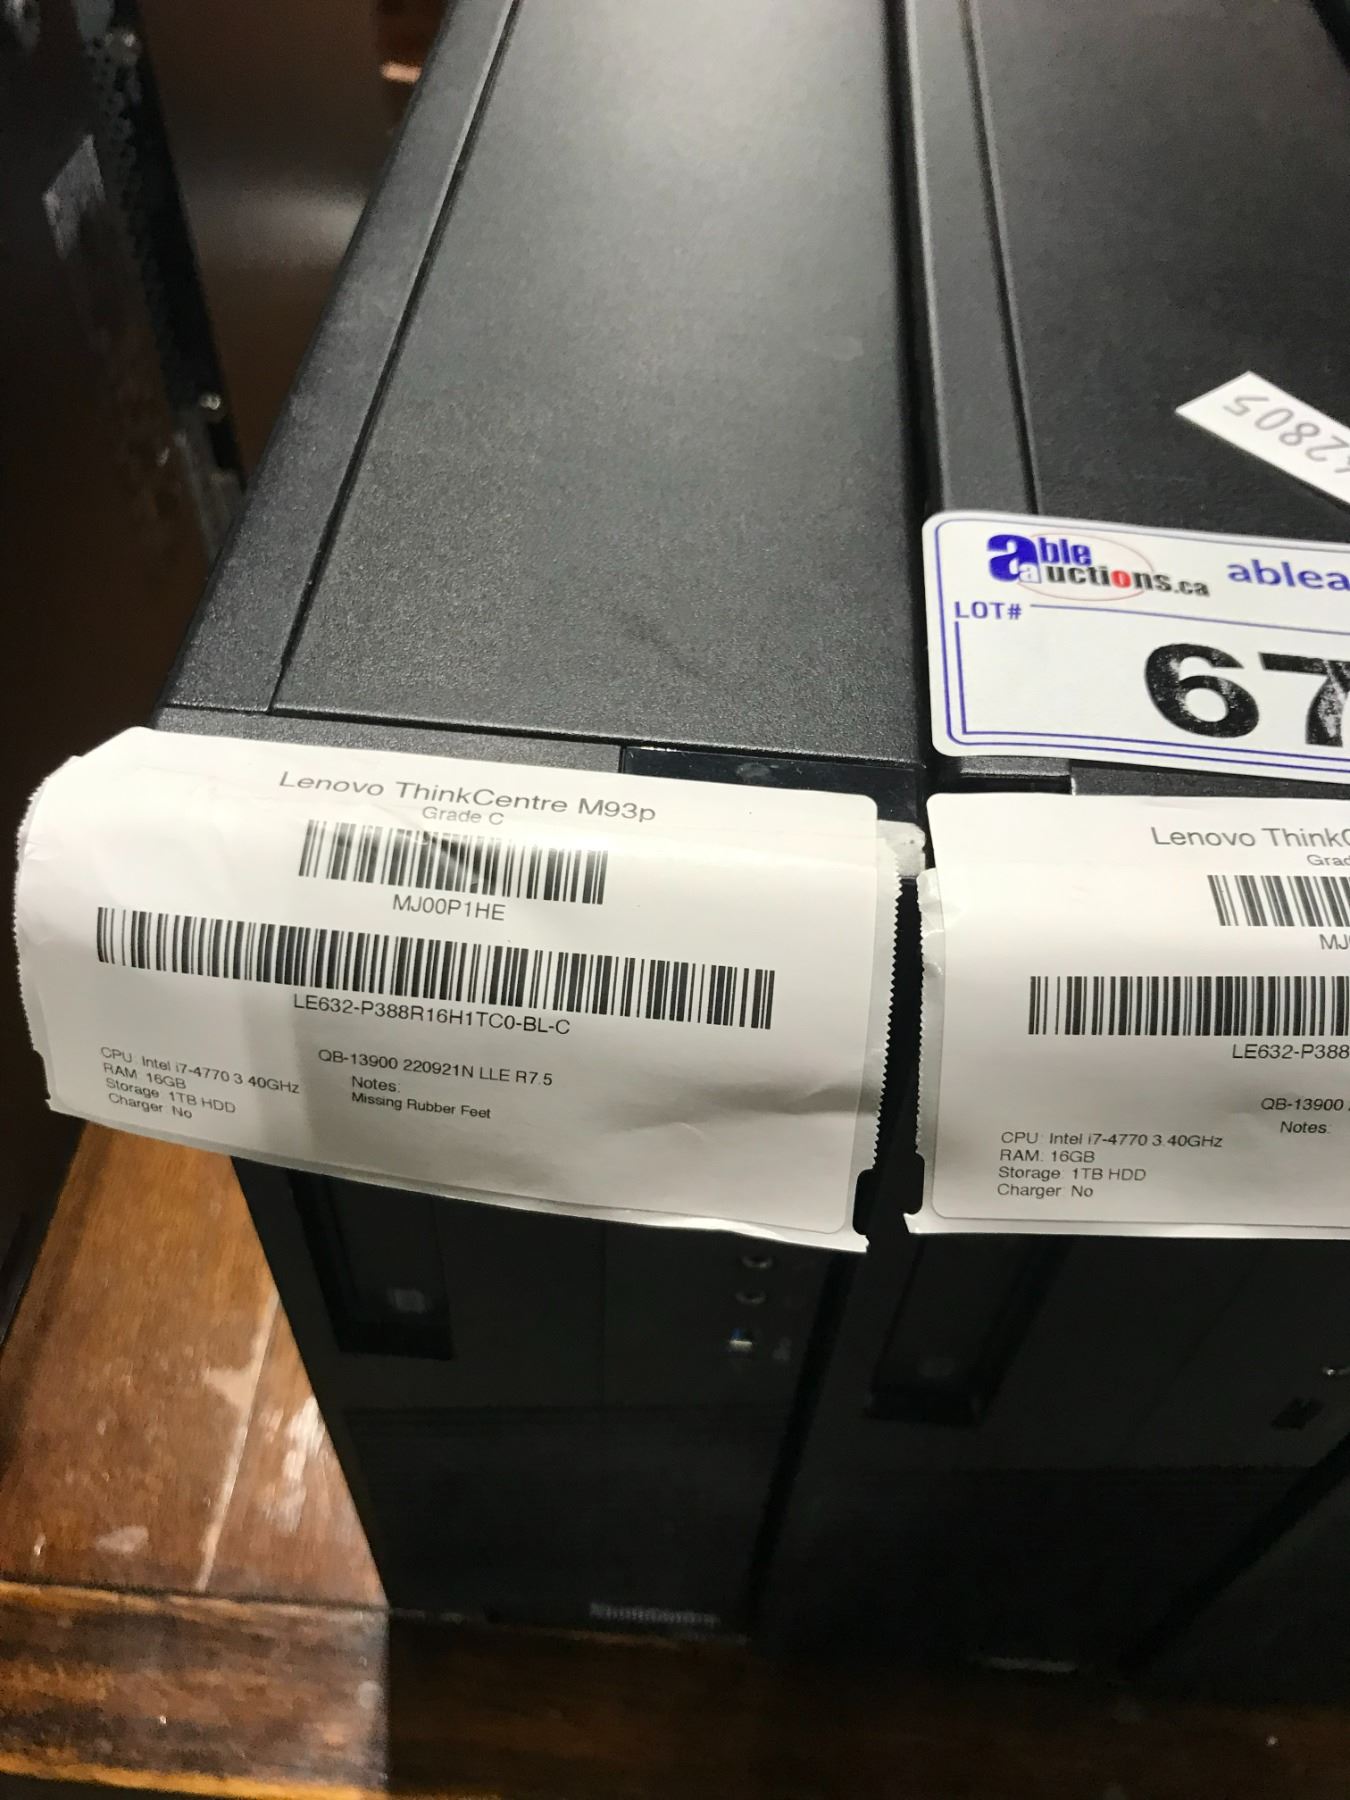 42805
able auctions.ca
ablea
LOT#
67
Lenovo ThinkCentre M93p
Grade C
MJ00P1HE
LE632-P388R16H1TC0-BL-C
CPU: Intel i7-4770 3.40GHz
RAM: 16GB
Storage: 1TB HDD
Charger: No
QB-13900 220921N LLE R7.5
Notes:
Missing Rubber Feet
Lenovo ThinkC
Grad
MJ
LE632-P388
QB-13900
Notes:
CPU: Intel i7-4770 3.40GHz
RAM: 16GB
Storage: 1TB HDD
Charger: No
ThinkCentre